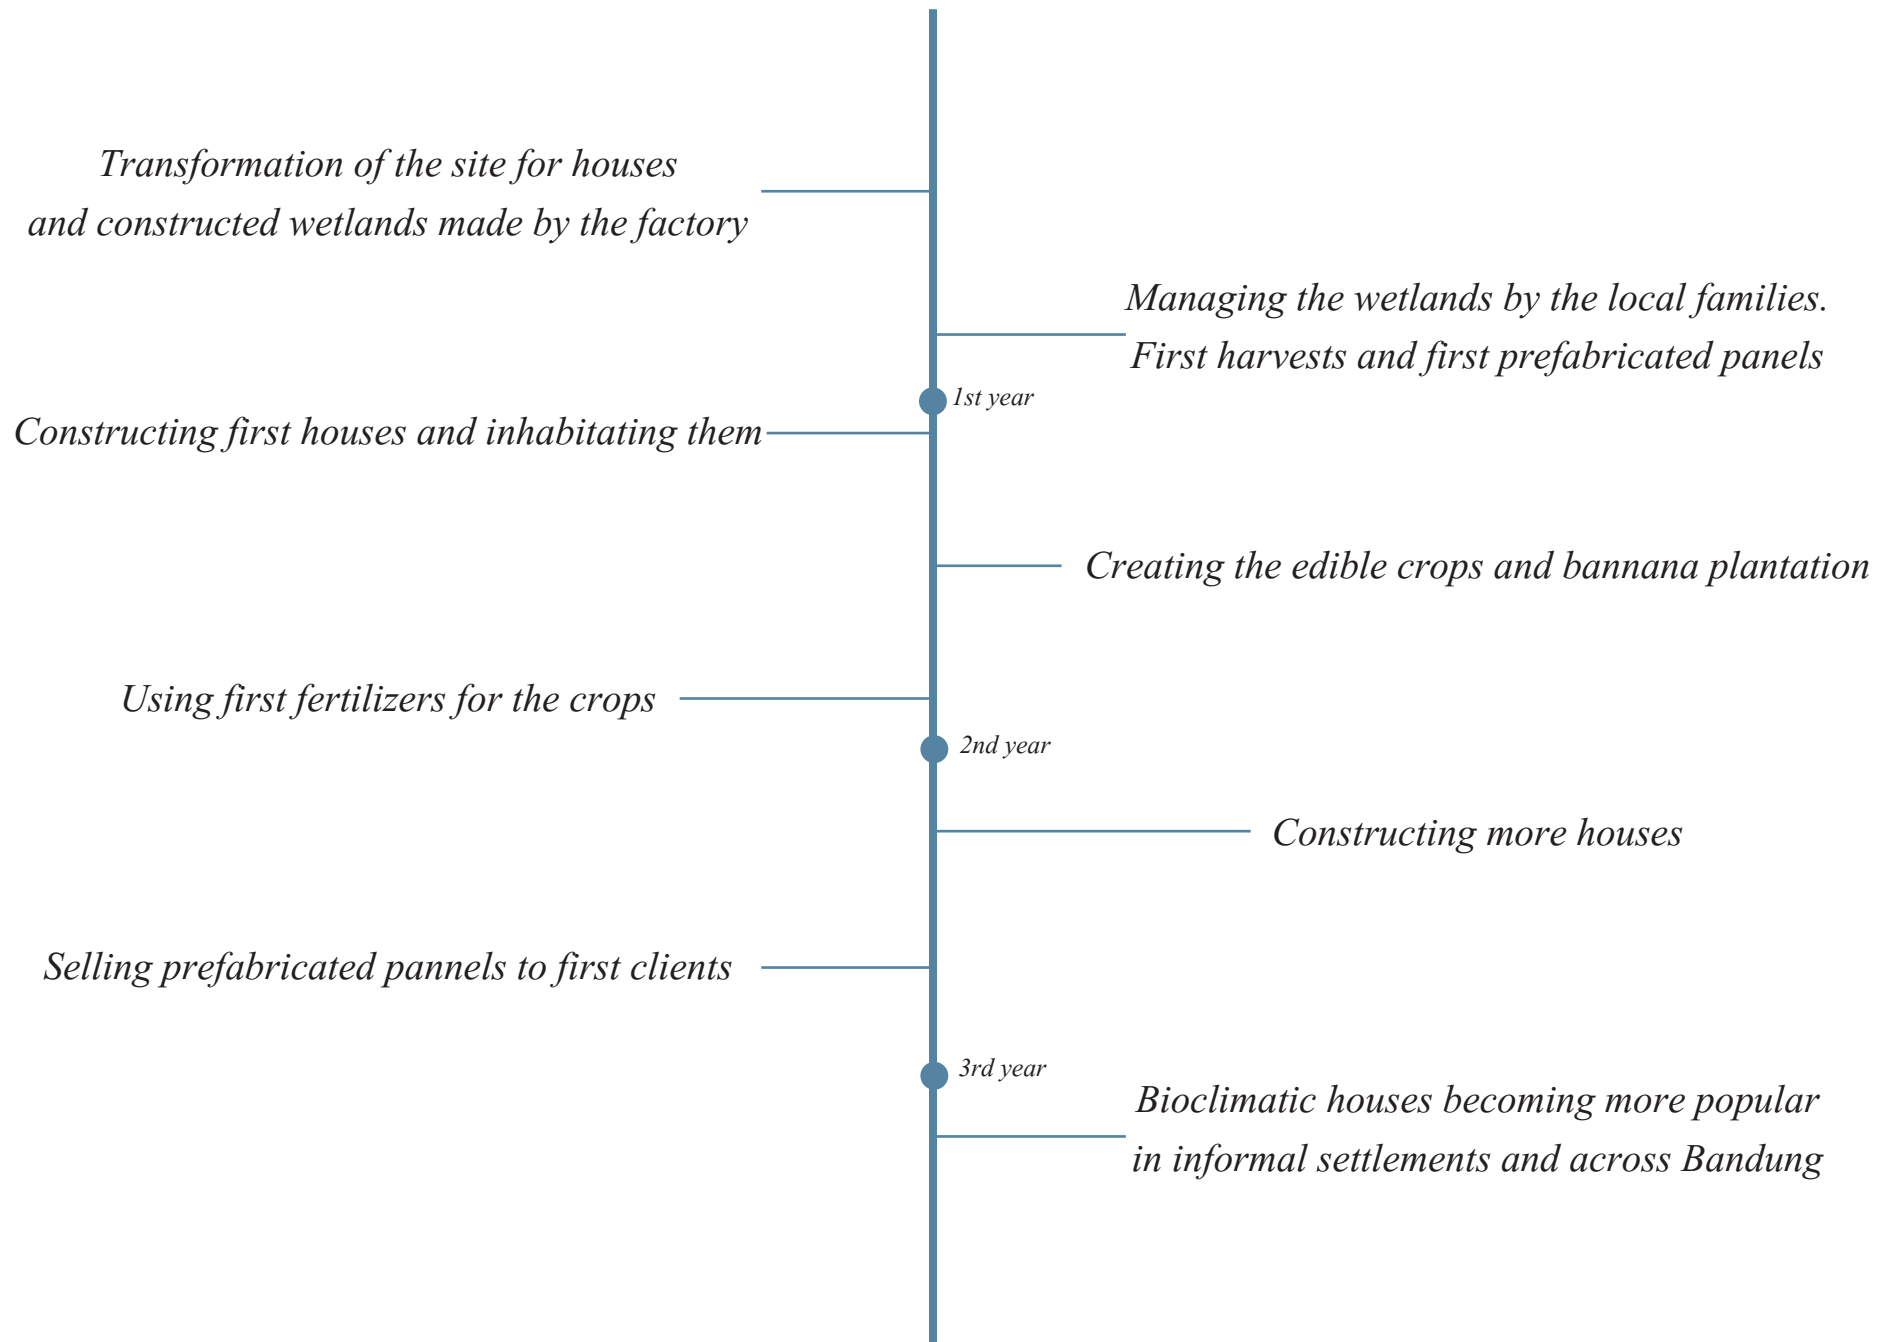 Transformation of the site for houses
and constructed wetlands made by the factory
Managing the wetlands by the local families.
First harvests and first prefabricated panels
1st year
Constructing first houses and inhabitating them
Creating the edible crops and bannana plantation
Using first fertilizers for the crops
2nd year
Constructing more houses
Selling prefabricated pannels to first clients
3rd year
Bioclimatic houses becoming more popular
in informal settlements and across Bandung